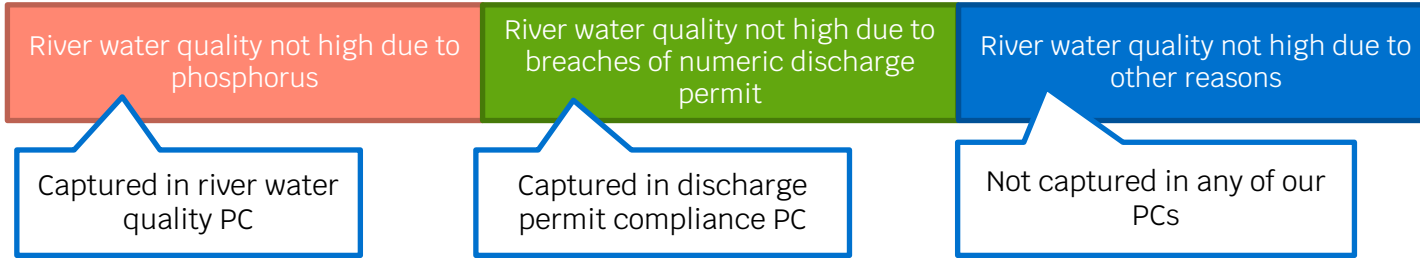 River water quality not high due to
phosphorus
River water quality not high due to
breaches of numeric discharge
permit
River water quality not high due to
other reasons
Captured in river water
quality PC
Captured in discharge
permit compliance PC
Not captured in any of our
PCs